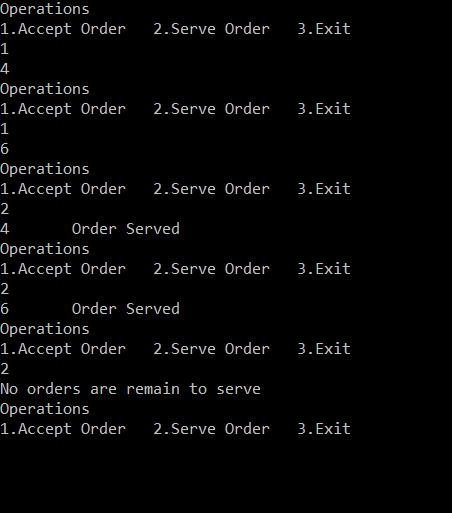 Operations
1.Accept Order   2.Serve Order   3.Exit
1
4
Operations
1.Accept Order   2.Serve Order   3.Exit
1
6
Operations
1.Accept Order   2.Serve Order   3.Exit
2
4       Order Served
Operations
1.Accept Order   2.Serve Order   3.Exit
2
6       Order Served
Operations
1.Accept Order   2.Serve Order   3.Exit
2
No orders are remain to serve
Operations
1.Accept Order   2.Serve Order   3.Exit